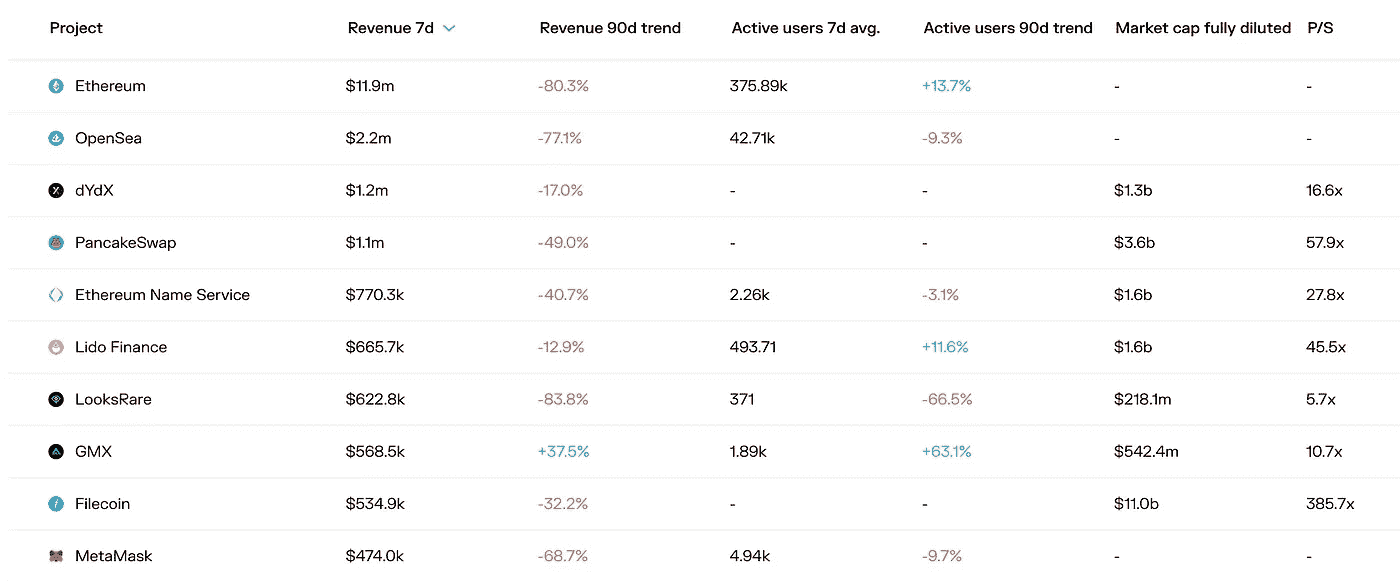 Project Revenue 7d Revenue 90d trend Active users 7d avg. Active users 90d trend Market cap fully diluted P/S
Ethereum $11.9m -80.3% 375.89k +13.7% - -
OpenSea $2.2m -77.1% 42.71k -9.3% - -
dYdX $1.2m -17.0% - - $1.3b 16.6x
PancakeSwap $1.1m -49.0% - - $3.6b 57.9x
Ethereum Name Service $770.3k -40.7% 2.26k -3.1% $1.6b 27.8x
Lido Finance $665.7k -12.9% 493.71 +11.6% $1.6b 45.5x
LooksRare $622.8k -83.8% 371 -66.5% $218.1m 5.7x
GMX $568.5k +37.5% 1.89k +63.1% $542.4m 10.7x
Filecoin $534.9k -32.2% - - $11.0b 385.7x
MetaMask $474.0k -68.7% 4.94k -9.7% - -